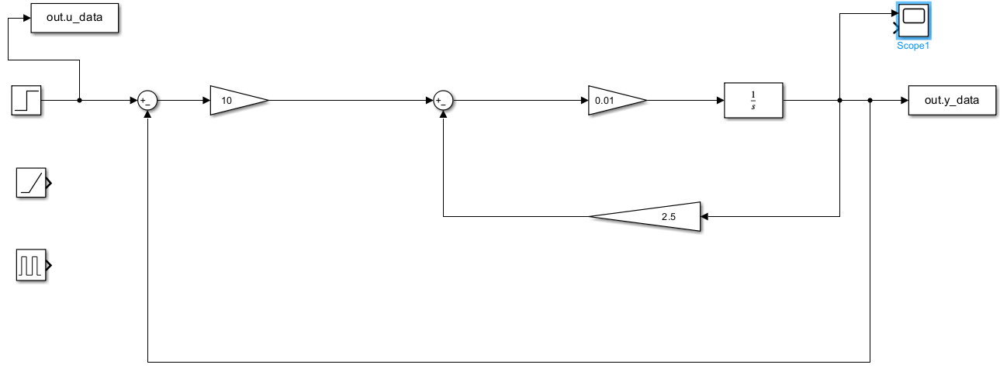 out.u_data
Scope1
+
−
10
+
−
0.01
1
s
out.y_data
2.5